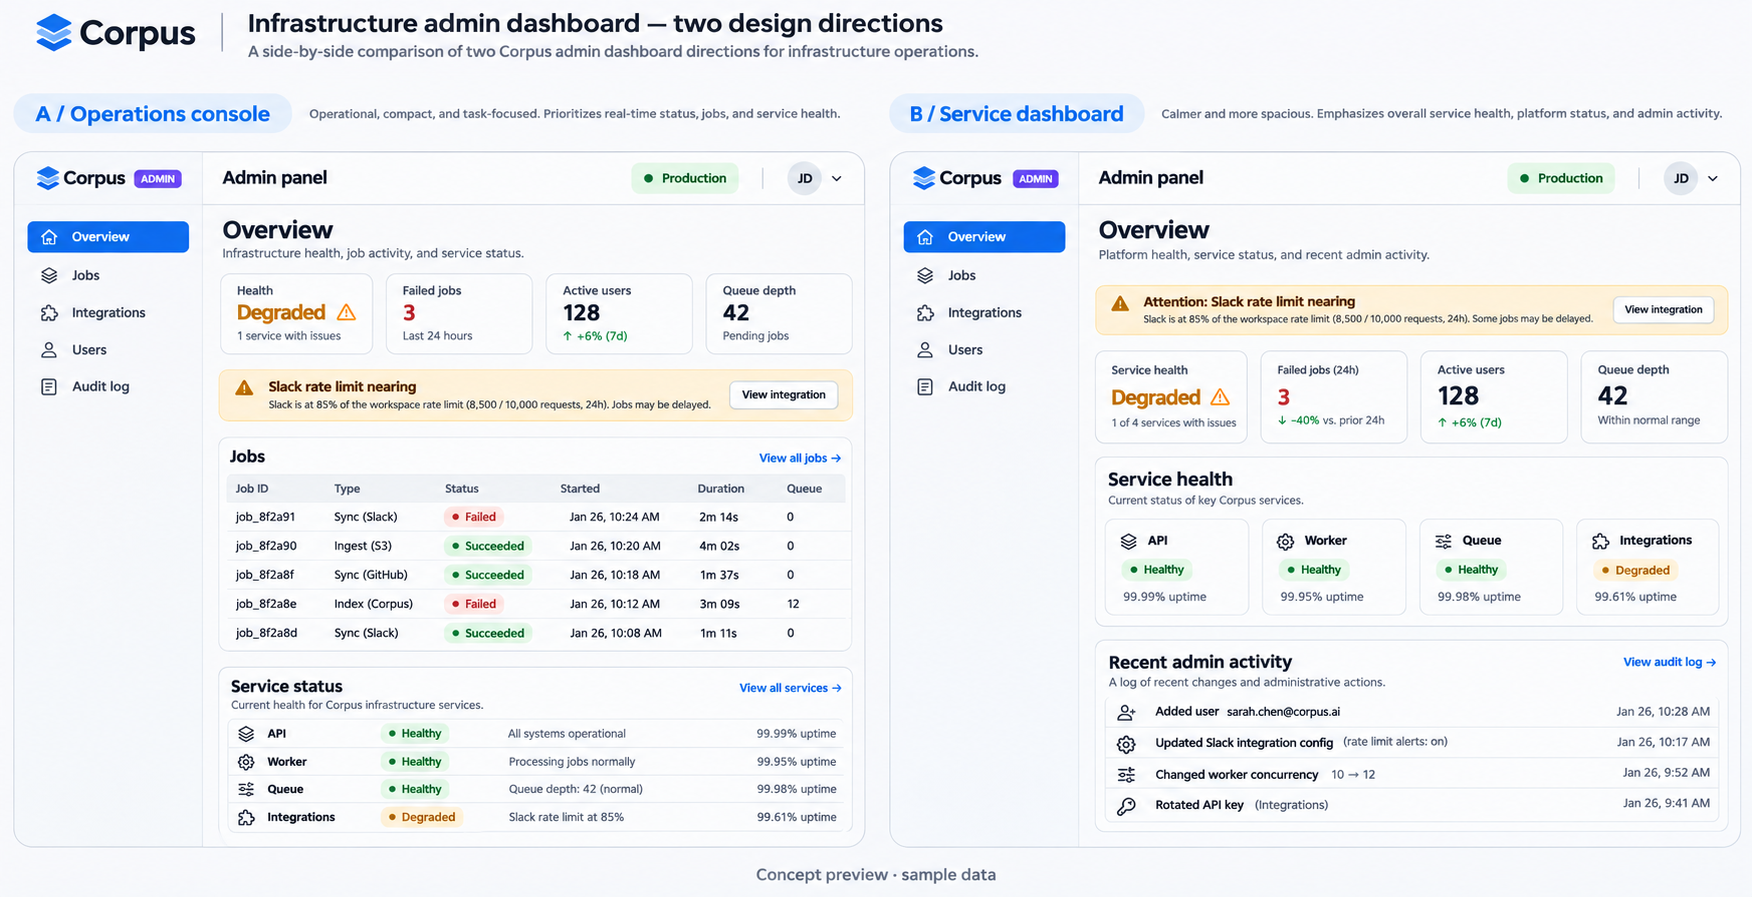 Corpus
Infrastructure admin dashboard — two design directions
A side-by-side comparison of two Corpus admin dashboard directions for infrastructure operations.
A / Operations console
Operational, compact, and task-focused. Prioritizes real-time status, jobs, and service health.
Corpus ADMIN
Admin panel
Production
JD
Overview
Jobs
Integrations
Users
Audit log
Overview
Infrastructure health, job activity, and service status.
Health
Degraded
1 service with issues
Failed jobs
3
Last 24 hours
Active users
128
↑ +6% (7d)
Queue depth
42
Pending jobs
Slack rate limit nearing
Slack is at 85% of the workspace rate limit (8,500 / 10,000 requests, 24h). Jobs may be delayed.
View integration
Jobs
View all jobs →
Job ID Type Status Started Duration Queue
job_8f2a91 Sync (Slack) Failed Jan 26, 10:24 AM 2m 14s 0
job_8f2a90 Ingest (S3) Succeeded Jan 26, 10:20 AM 4m 02s 0
job_8f2a8f Sync (GitHub) Succeeded Jan 26, 10:18 AM 1m 37s 0
job_8f2a8e Index (Corpus) Failed Jan 26, 10:12 AM 3m 09s 12
job_8f2a8d Sync (Slack) Succeeded Jan 26, 10:08 AM 1m 11s 0
Service status
View all services →
Current health for Corpus infrastructure services.
API Healthy All systems operational 99.99% uptime
Worker Healthy Processing jobs normally 99.95% uptime
Queue Healthy Queue depth: 42 (normal) 99.98% uptime
Integrations Degraded Slack rate limit at 85% 99.61% uptime
B / Service dashboard
Calmer and more spacious. Emphasizes overall service health, platform status, and admin activity.
Corpus ADMIN
Admin panel
Production
JD
Overview
Jobs
Integrations
Users
Audit log
Overview
Platform health, service status, and recent admin activity.
Attention: Slack rate limit nearing
Slack is at 85% of the workspace rate limit (8,500 / 10,000 requests, 24h). Some jobs may be delayed.
View integration
Service health
Degraded
1 of 4 services with issues
Failed jobs (24h)
3
↓ −40% vs. prior 24h
Active users
128
↑ +6% (7d)
Queue depth
42
Within normal range
Service health
Current status of key Corpus services.
API
Healthy
99.99% uptime
Worker
Healthy
99.95% uptime
Queue
Healthy
99.98% uptime
Integrations
Degraded
99.61% uptime
Recent admin activity
View audit log →
A log of recent changes and administrative actions.
Added user sarah.chen@corpus.ai Jan 26, 10:28 AM
Updated Slack integration config (rate limit alerts: on) Jan 26, 10:17 AM
Changed worker concurrency 10 → 12 Jan 26, 9:52 AM
Rotated API key (Integrations) Jan 26, 9:41 AM
Concept preview · sample data